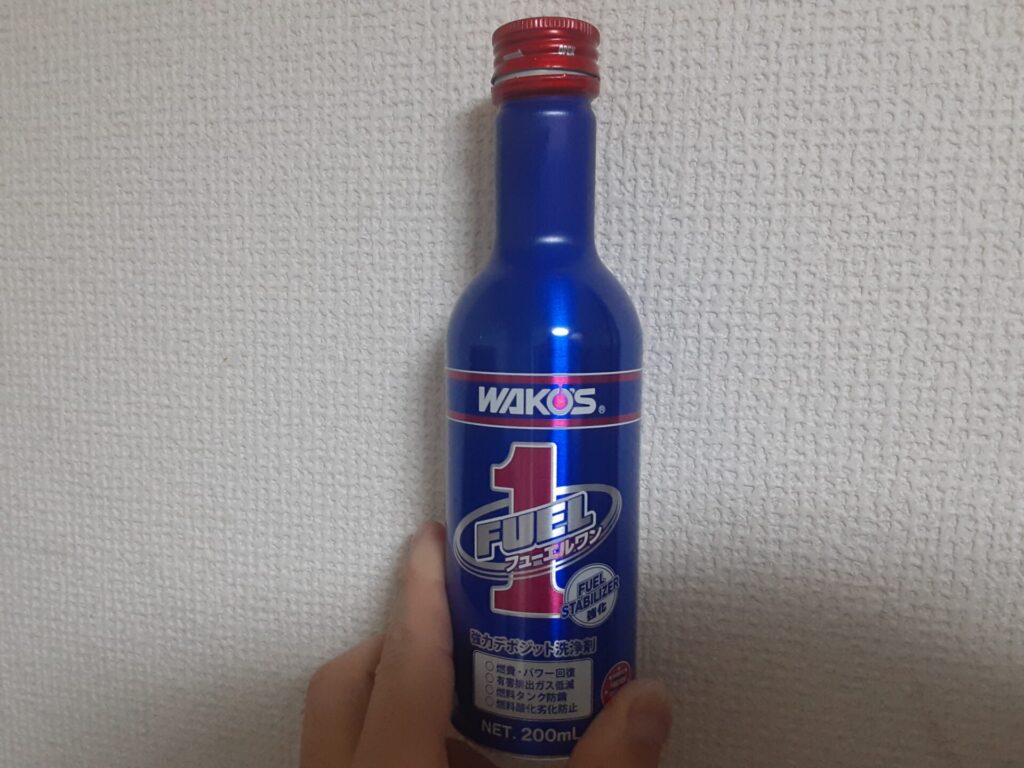 WAKO'S®
1
FUEL
フューエルワン
FUEL
STABILIZER
強化
強力デポジット洗浄剤
○燃費・パワー回復
○有害排出ガス低減
○燃料タンク防錆
○燃料酸化劣化防止
NET. 200mL